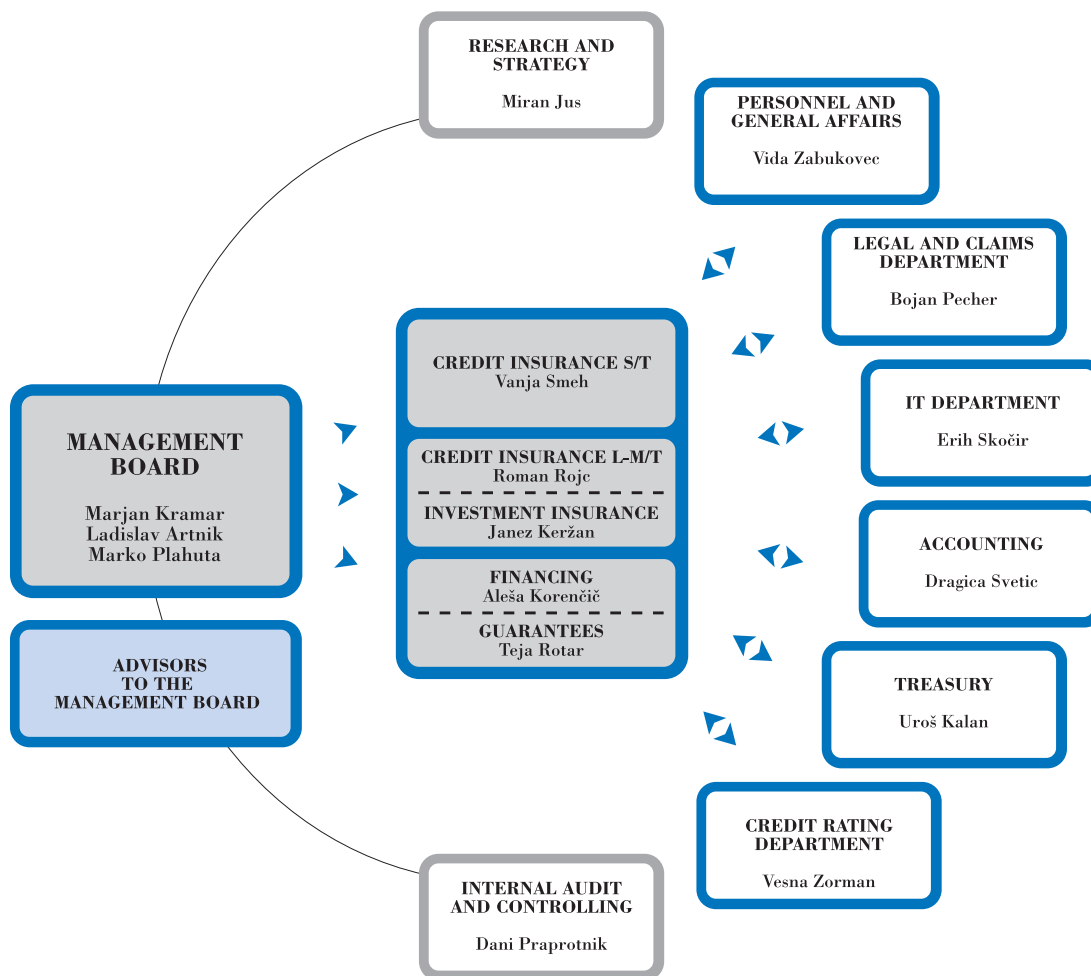 RESEARCH AND
STRATEGY
Miran Jus
PERSONNEL AND
GENERAL AFFAIRS
Vida Zabukovec
LEGAL AND CLAIMS
DEPARTMENT
Bojan Pecher
CREDIT INSURANCE S/T
Vanja Smeh
IT DEPARTMENT
Erih Skočir
MANAGEMENT
BOARD
Marjan Kramar
Ladislav Artnik
Marko Plahuta
CREDIT INSURANCE L-M/T
Roman Rojc
INVESTMENT INSURANCE
Janez Keržan
ACCOUNTING
Dragica Svetic
FINANCING
Aleša Korenčič
GUARANTEES
Teja Rotar
ADVISORS
TO THE
MANAGEMENT BOARD
TREASURY
Uroš Kalan
CREDIT RATING
DEPARTMENT
Vesna Zorman
INTERNAL AUDIT
AND CONTROLLING
Dani Praprotnik